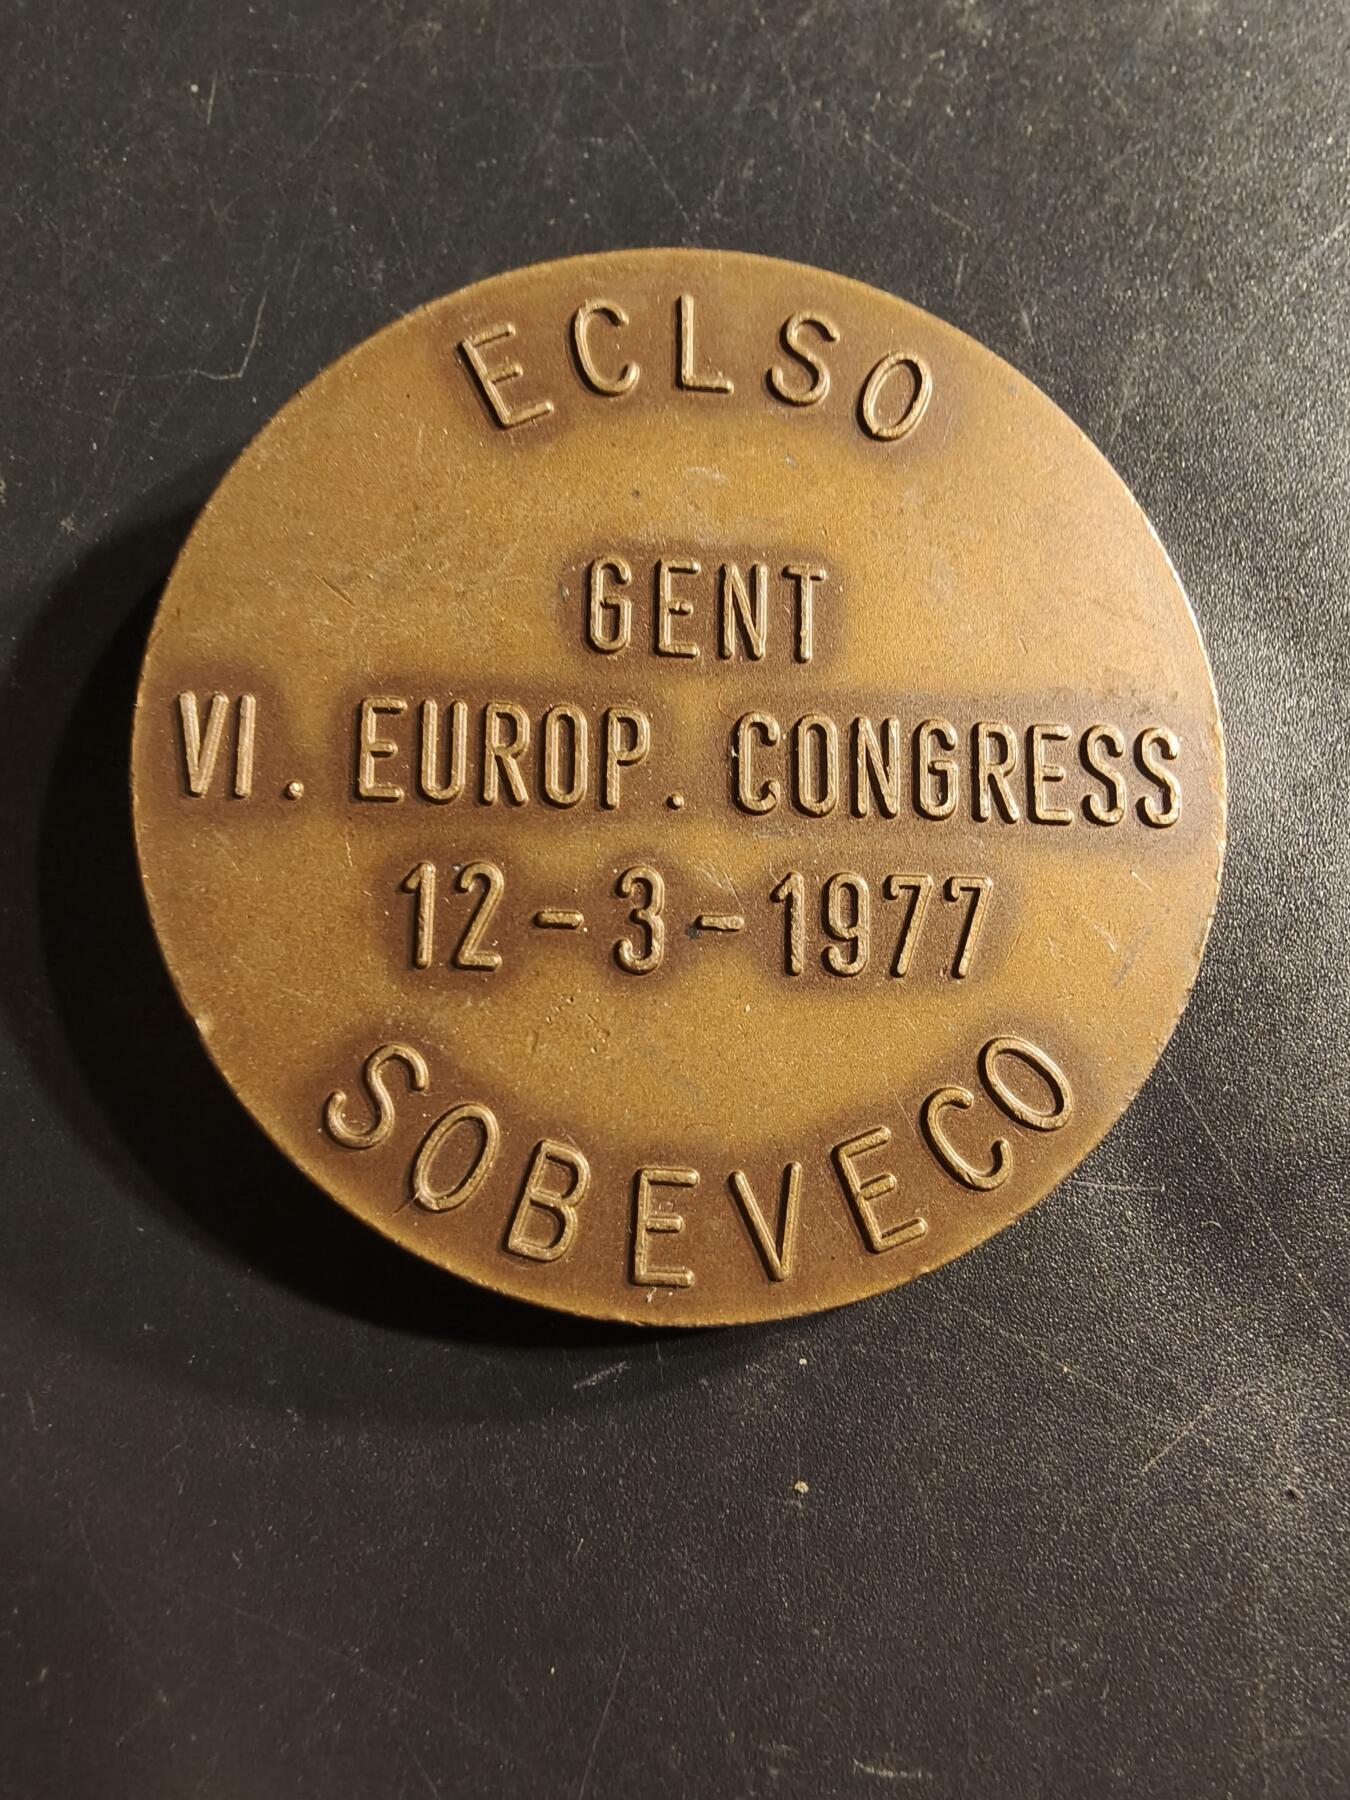 ECLSO
GENT
VI. EUROP. CONGRESS
12-3-1977
SOBEVECO